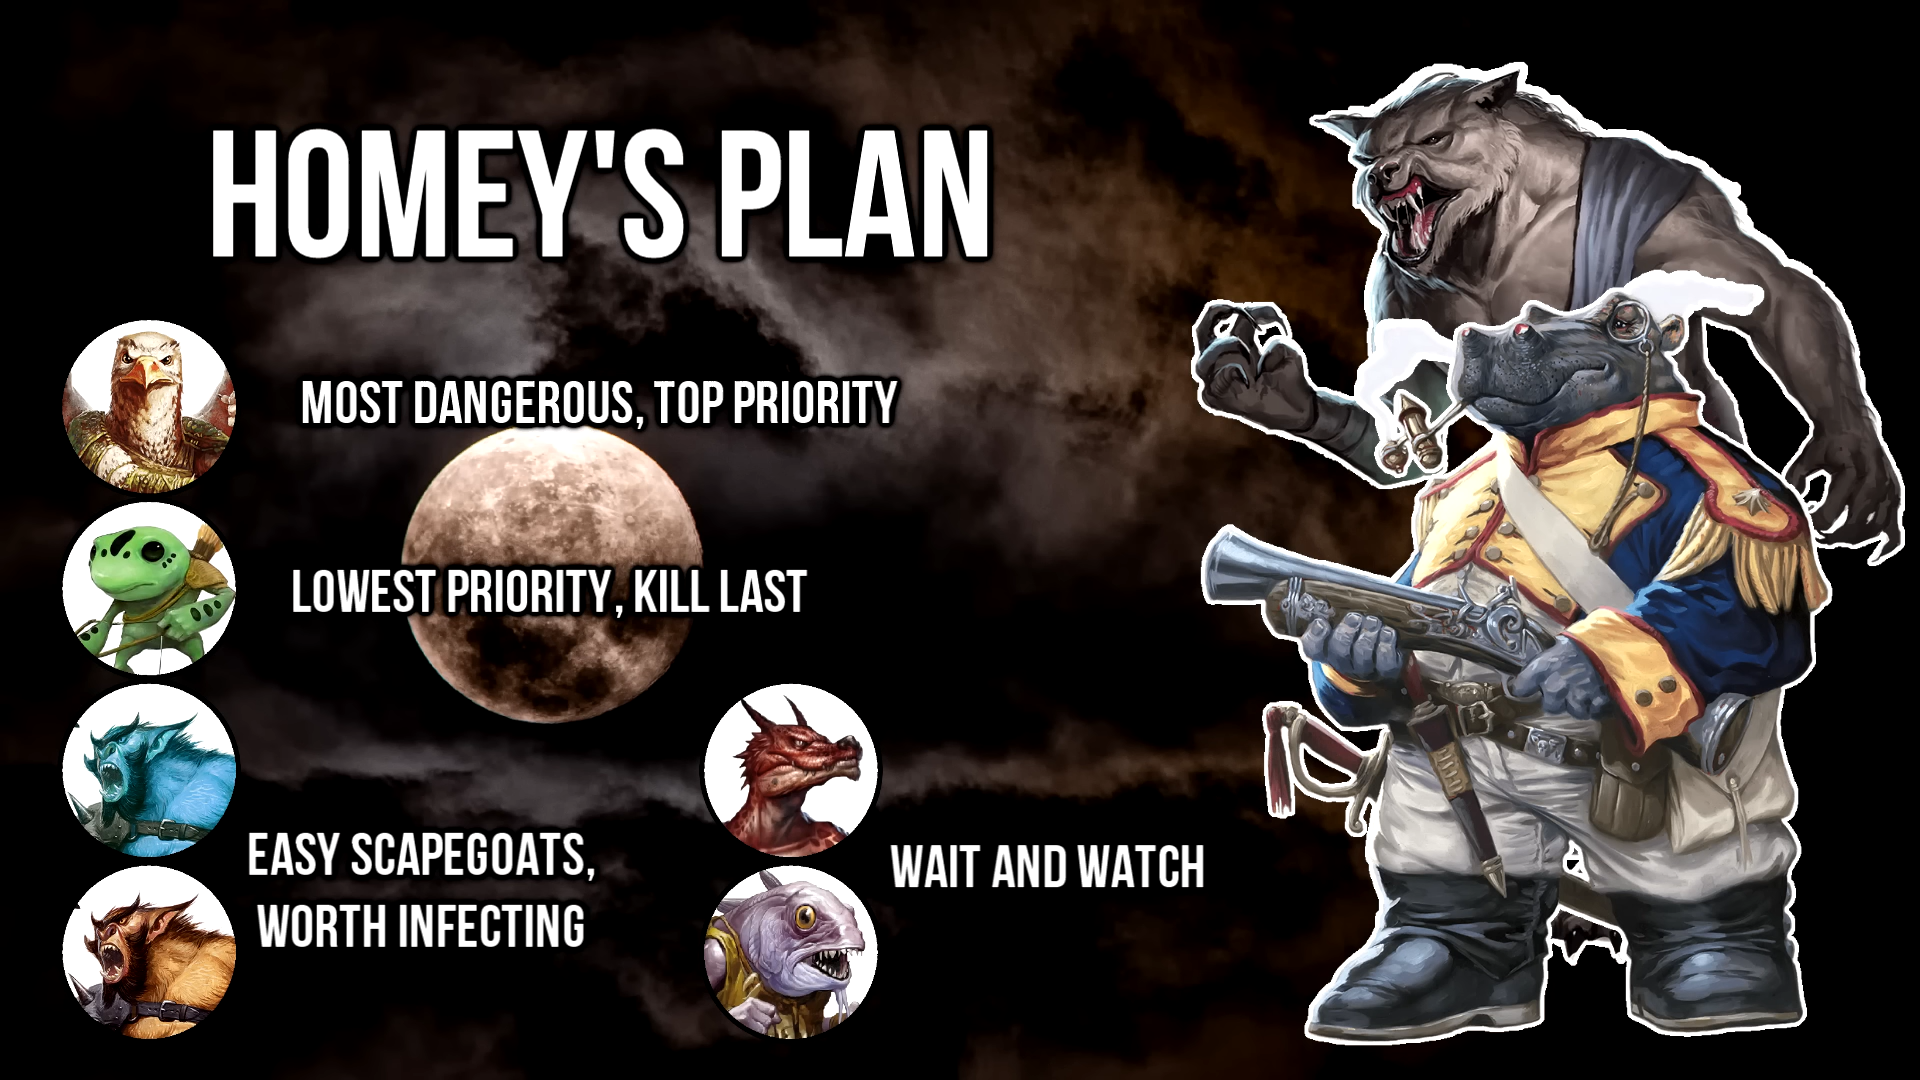 HOMEY'S PLAN
MOST DANGEROUS, TOP PRIORITY
LOWEST PRIORITY, KILL LAST
EASY SCAPEGOATS,
WORTH INFECTING
WAIT AND WATCH